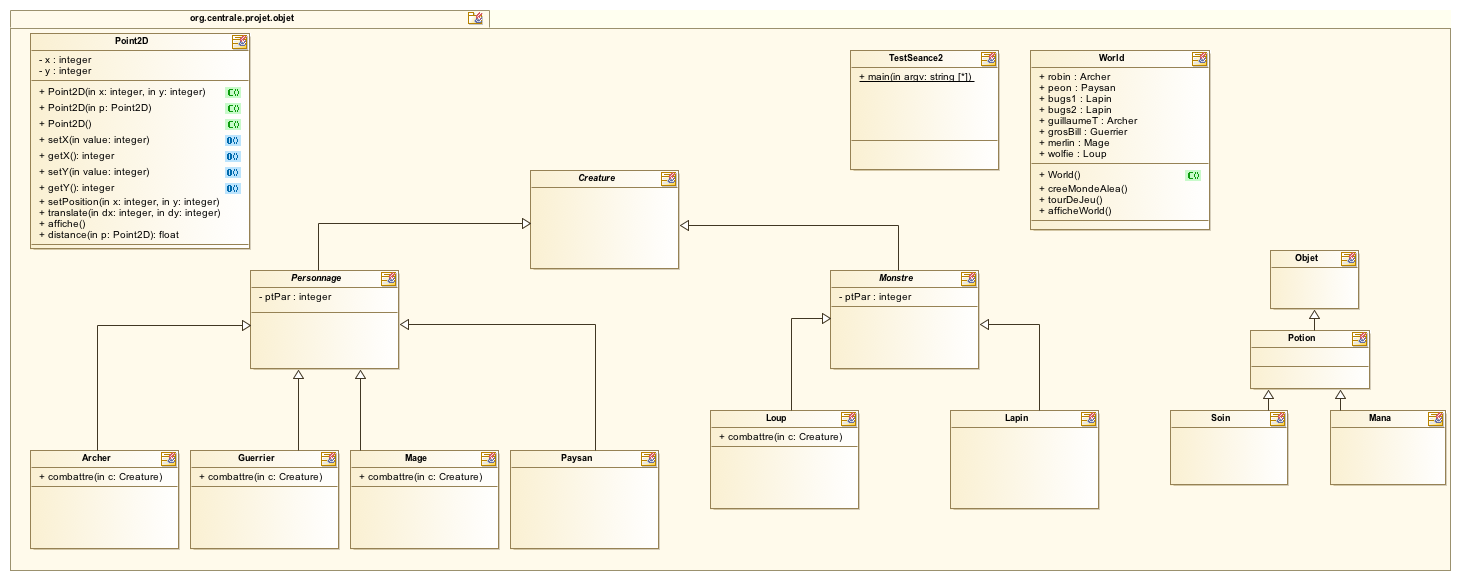 org.centrale.projet.objet
Point2D
- x : integer
- y : integer
+ Point2D(in x: integer, in y: integer)
+ Point2D(in p: Point2D)
+ Point2D()
+ setX(in value: integer)
+ getX(): integer
+ setY(in value: integer)
+ getY(): integer
+ setPosition(in x: integer, in y: integer)
+ translate(in dx: integer, in dy: integer)
+ affiche()
+ distance(in p: Point2D): float
TestSeance2
+ main(in argv: string [*])
World
+ robin : Archer
+ peon : Paysan
+ bugs1 : Lapin
+ bugs2 : Lapin
+ guillaumeT : Archer
+ grosBill : Guerrier
+ merlin : Mage
+ wolfie : Loup
+ World()
+ creeMondeAlea()
+ tourDeJeu()
+ afficheWorld()
Creature
Personnage
- ptPar : integer
Monstre
- ptPar : integer
Objet
Potion
Soin
Mana
Loup
+ combattre(in c: Creature)
Lapin
Archer
+ combattre(in c: Creature)
Guerrier
+ combattre(in c: Creature)
Mage
+ combattre(in c: Creature)
Paysan